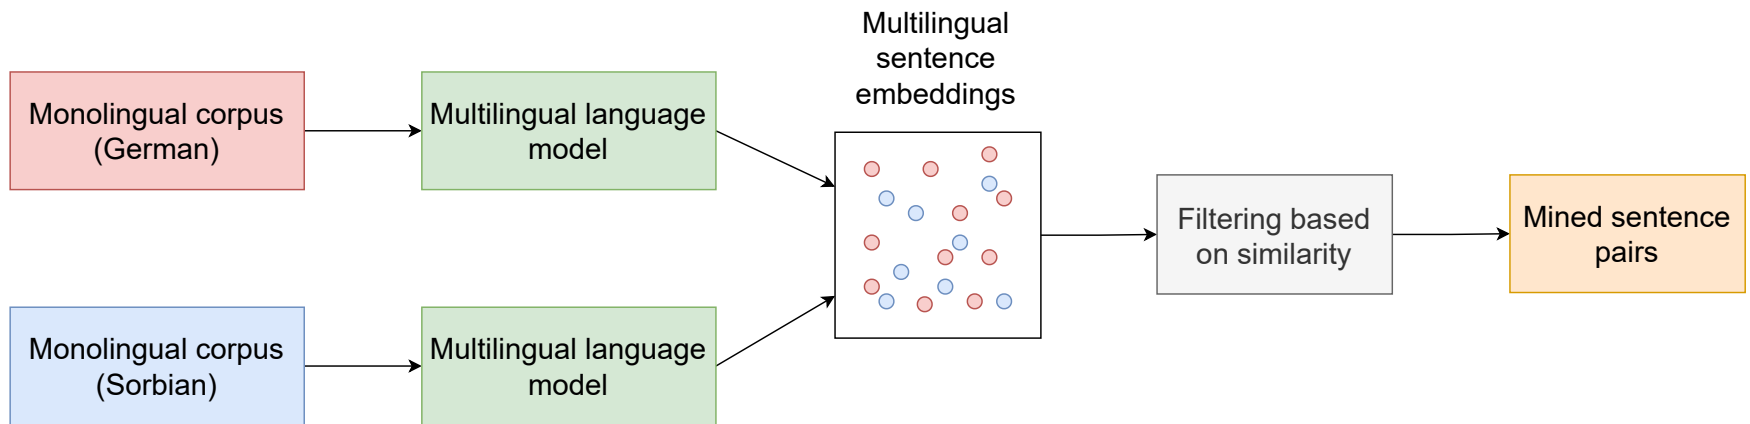 Monolingual corpus
(German)
Multilingual language
model
Multilingual
sentence
embeddings
Filtering based
on similarity
Mined sentence
pairs
Monolingual corpus
(Sorbian)
Multilingual language
model